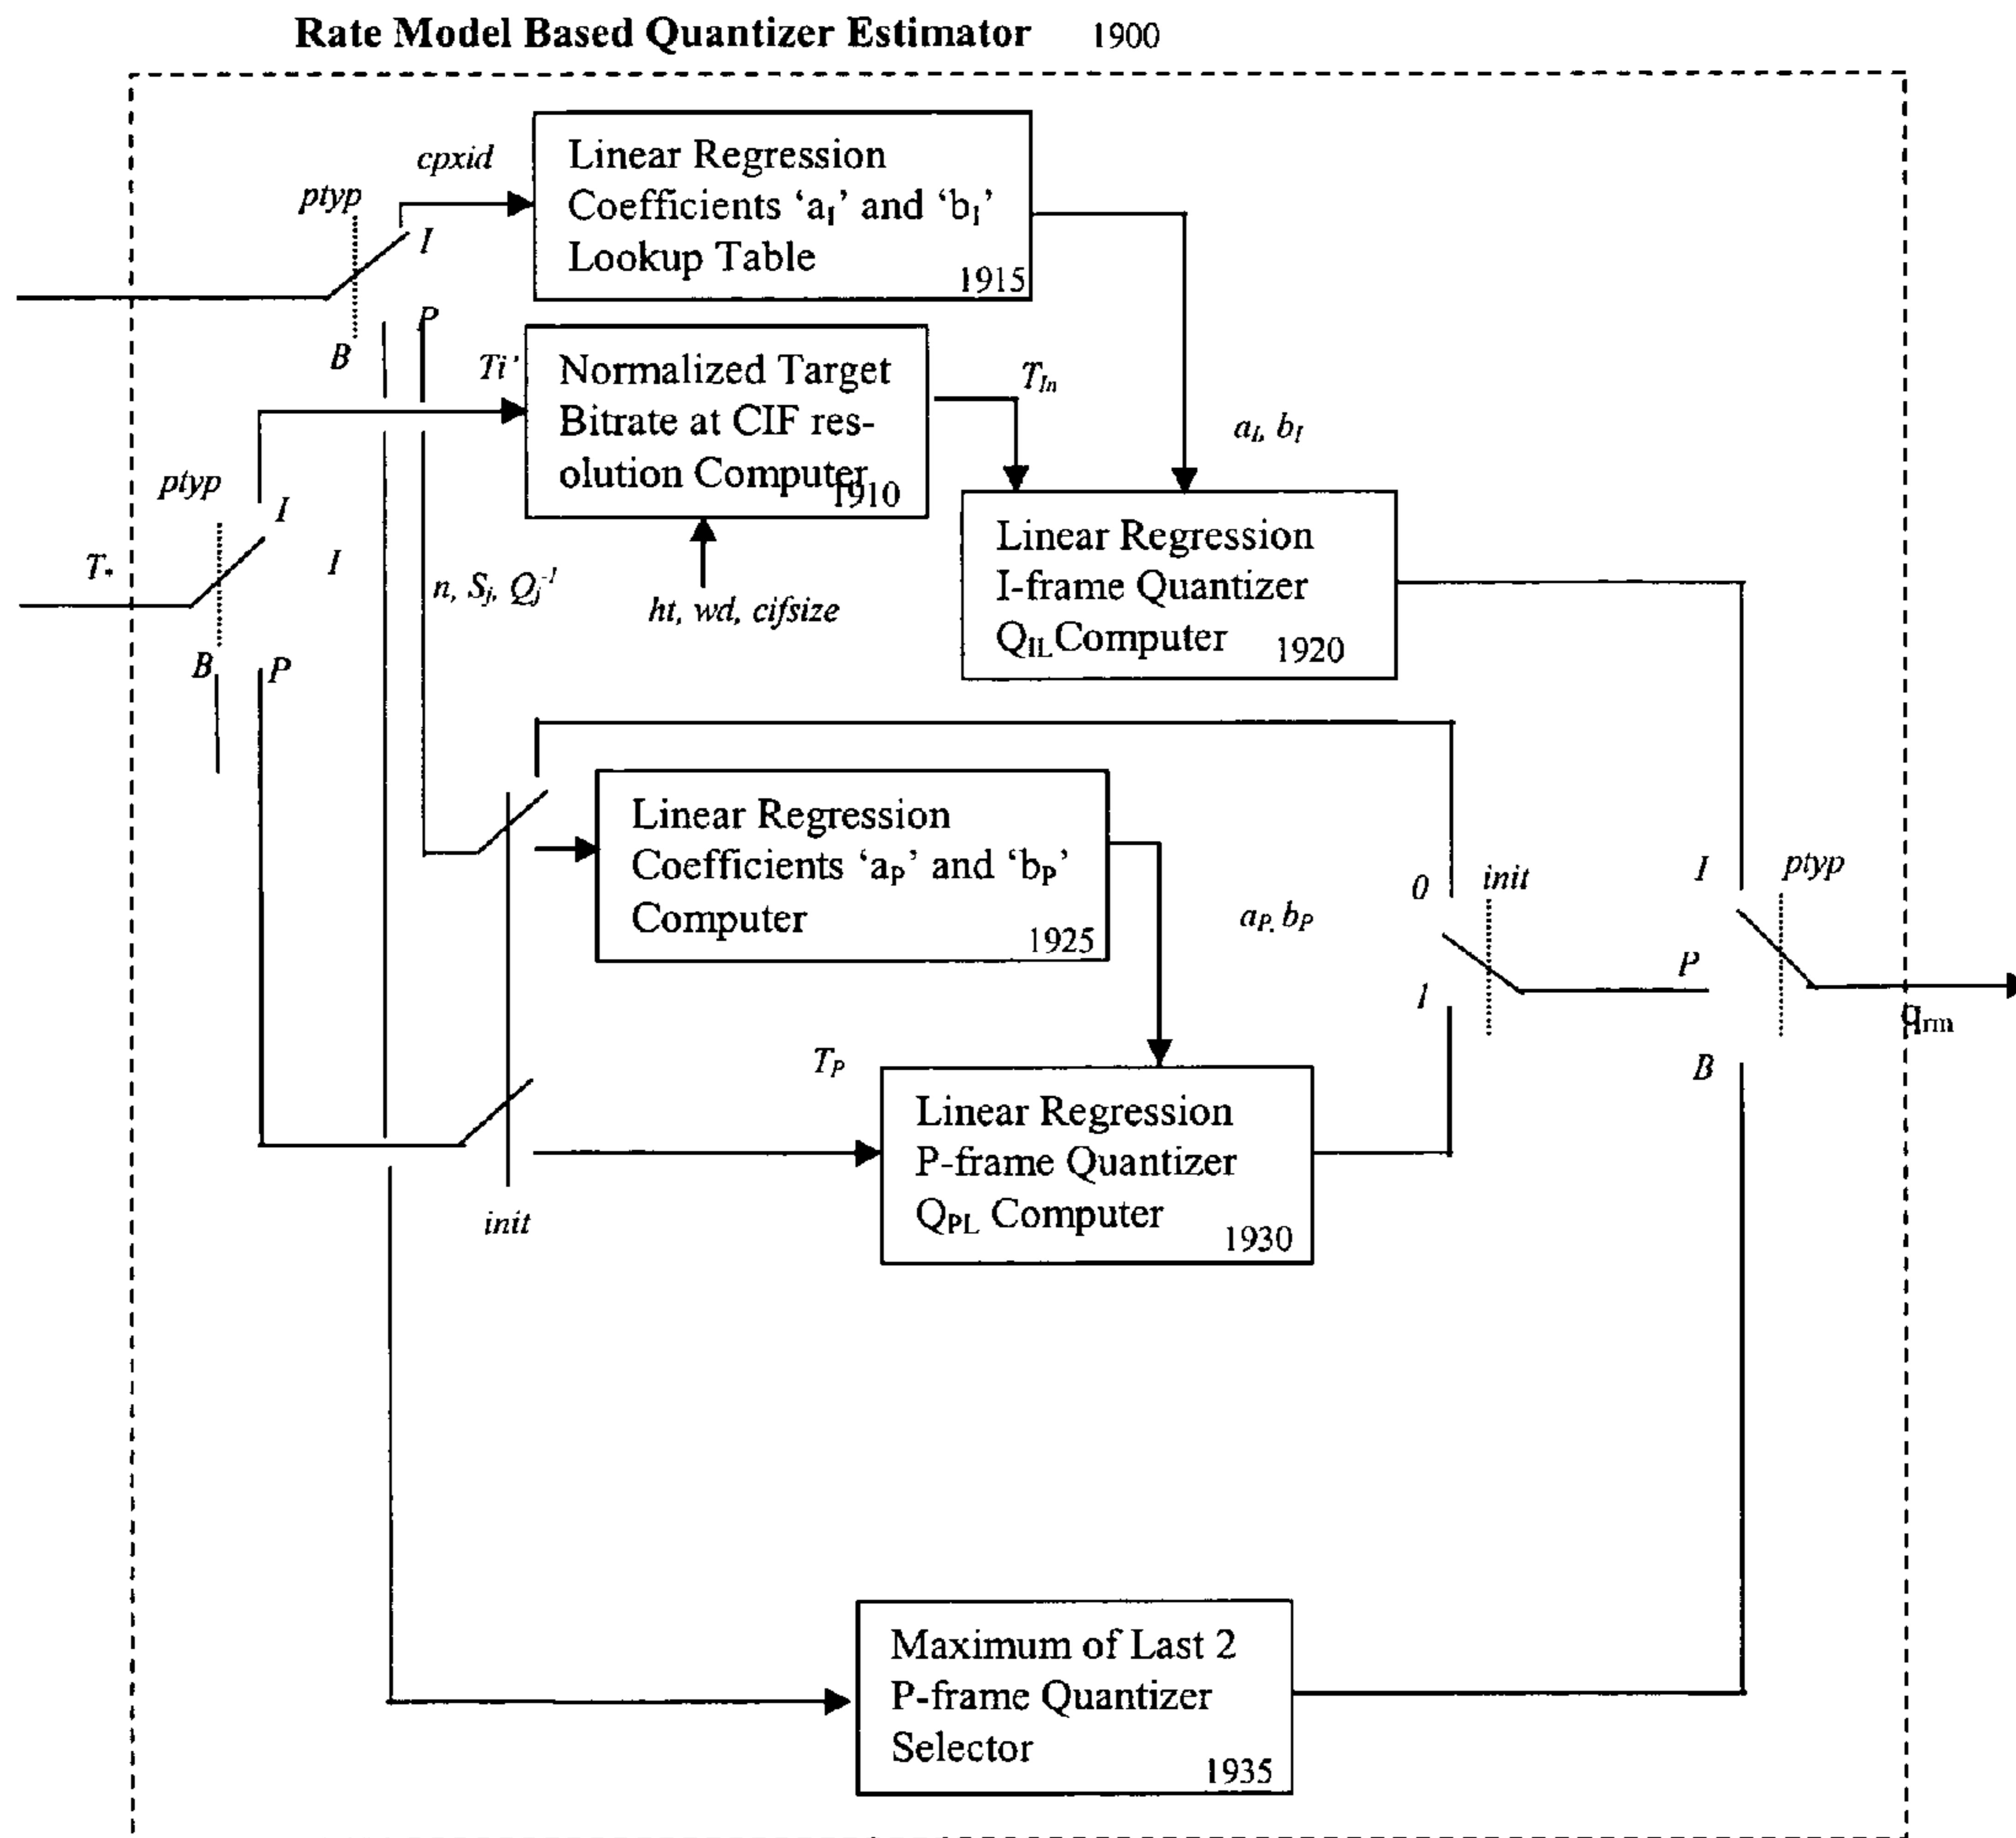 Rate Model Based Quantizer Estimator 1900
cpxid
Linear Regression
Coefficients ‘aI’ and ‘bI’
Lookup Table
1915
ptyp
I
P
B
Ti'
Normalized Target
Bitrate at CIF res-
olution Computer
1910
TIn
aI, bI
ptyp
I
I
T*
B
P
n, Sj, Qj-1
ht, wd, cifsize
Linear Regression
I-frame Quantizer
QIL Computer
1920
Linear Regression
Coefficients ‘aP’ and ‘bP’
Computer
1925
aP, bP
0
init
1
I
ptyp
P
B
qrm
TP
init
Linear Regression
P-frame Quantizer
QPL Computer
1930
Maximum of Last 2
P-frame Quantizer
Selector
1935